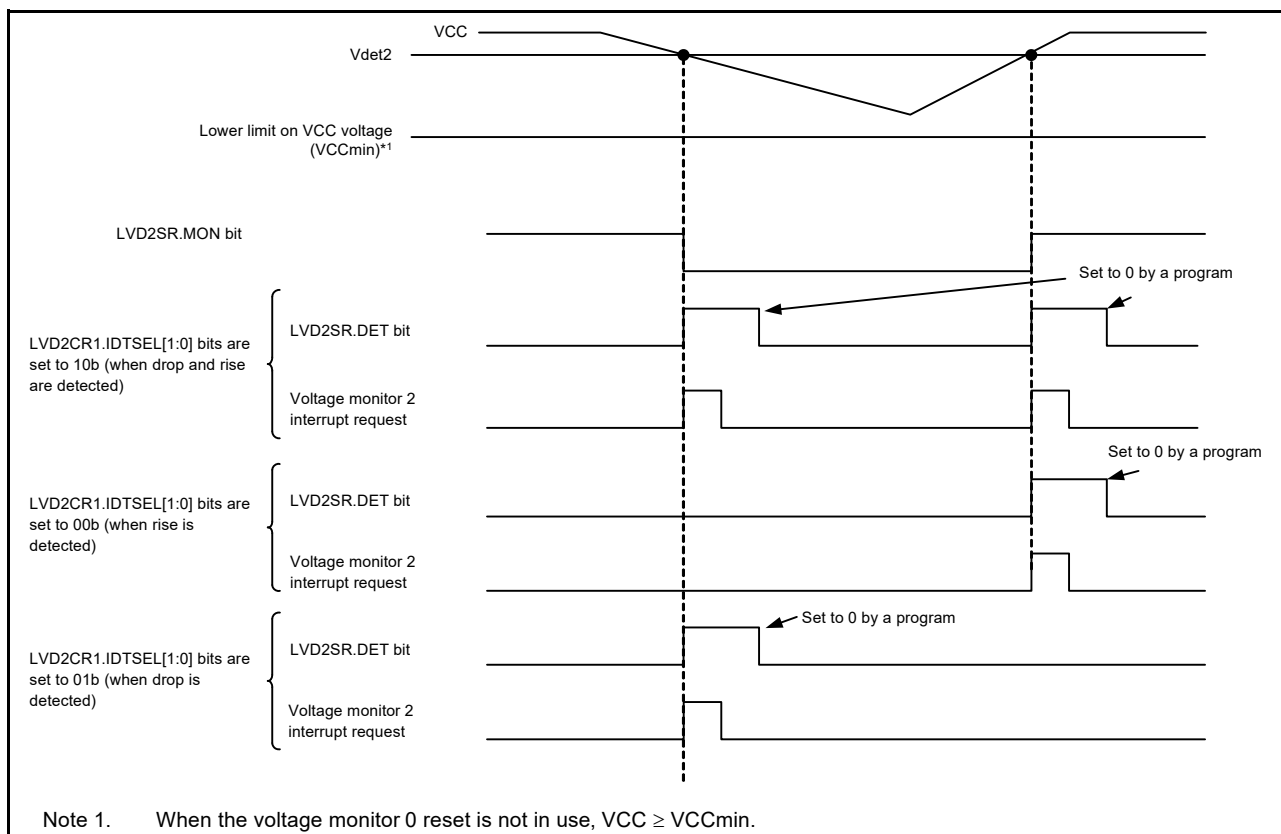 VCC
Vdet2
Lower limit on VCC voltage
(VCCmin)*1
LVD2SR.MON bit
Set to 0 by a program
LVD2CR1.IDTSEL[1:0] bits are
set to 10b (when drop and rise
are detected)
LVD2SR.DET bit
Voltage monitor 2
interrupt request
Set to 0 by a program
LVD2CR1.IDTSEL[1:0] bits are
set to 00b (when rise is
detected)
LVD2SR.DET bit
Voltage monitor 2
interrupt request
Set to 0 by a program
LVD2CR1.IDTSEL[1:0] bits are
set to 01b (when drop is
detected)
LVD2SR.DET bit
Voltage monitor 2
interrupt request
Note 1. When the voltage monitor 0 reset is not in use, VCC ≥ VCCmin.